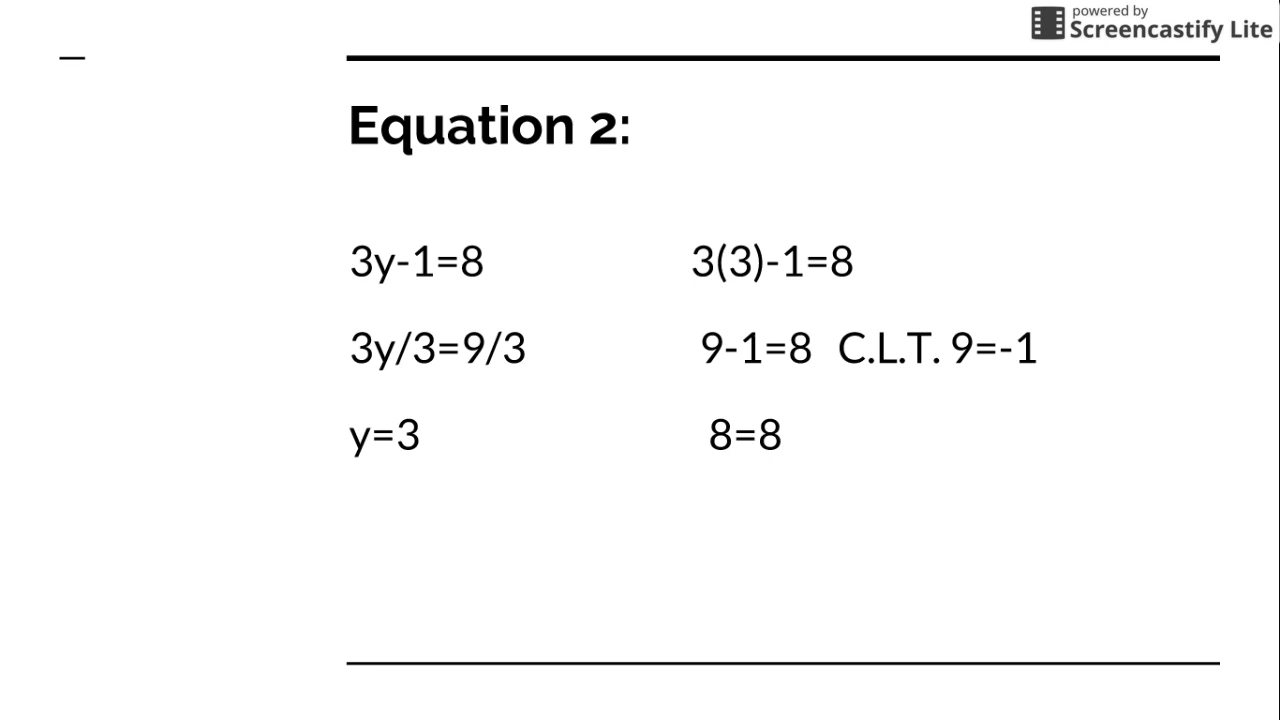 powered by
Screencastify Lite
Equation 2:
3y-1=8 3(3)-1=8
3y/3=9/3 9-1=8 C.L.T. 9=-1
y=3 8=8